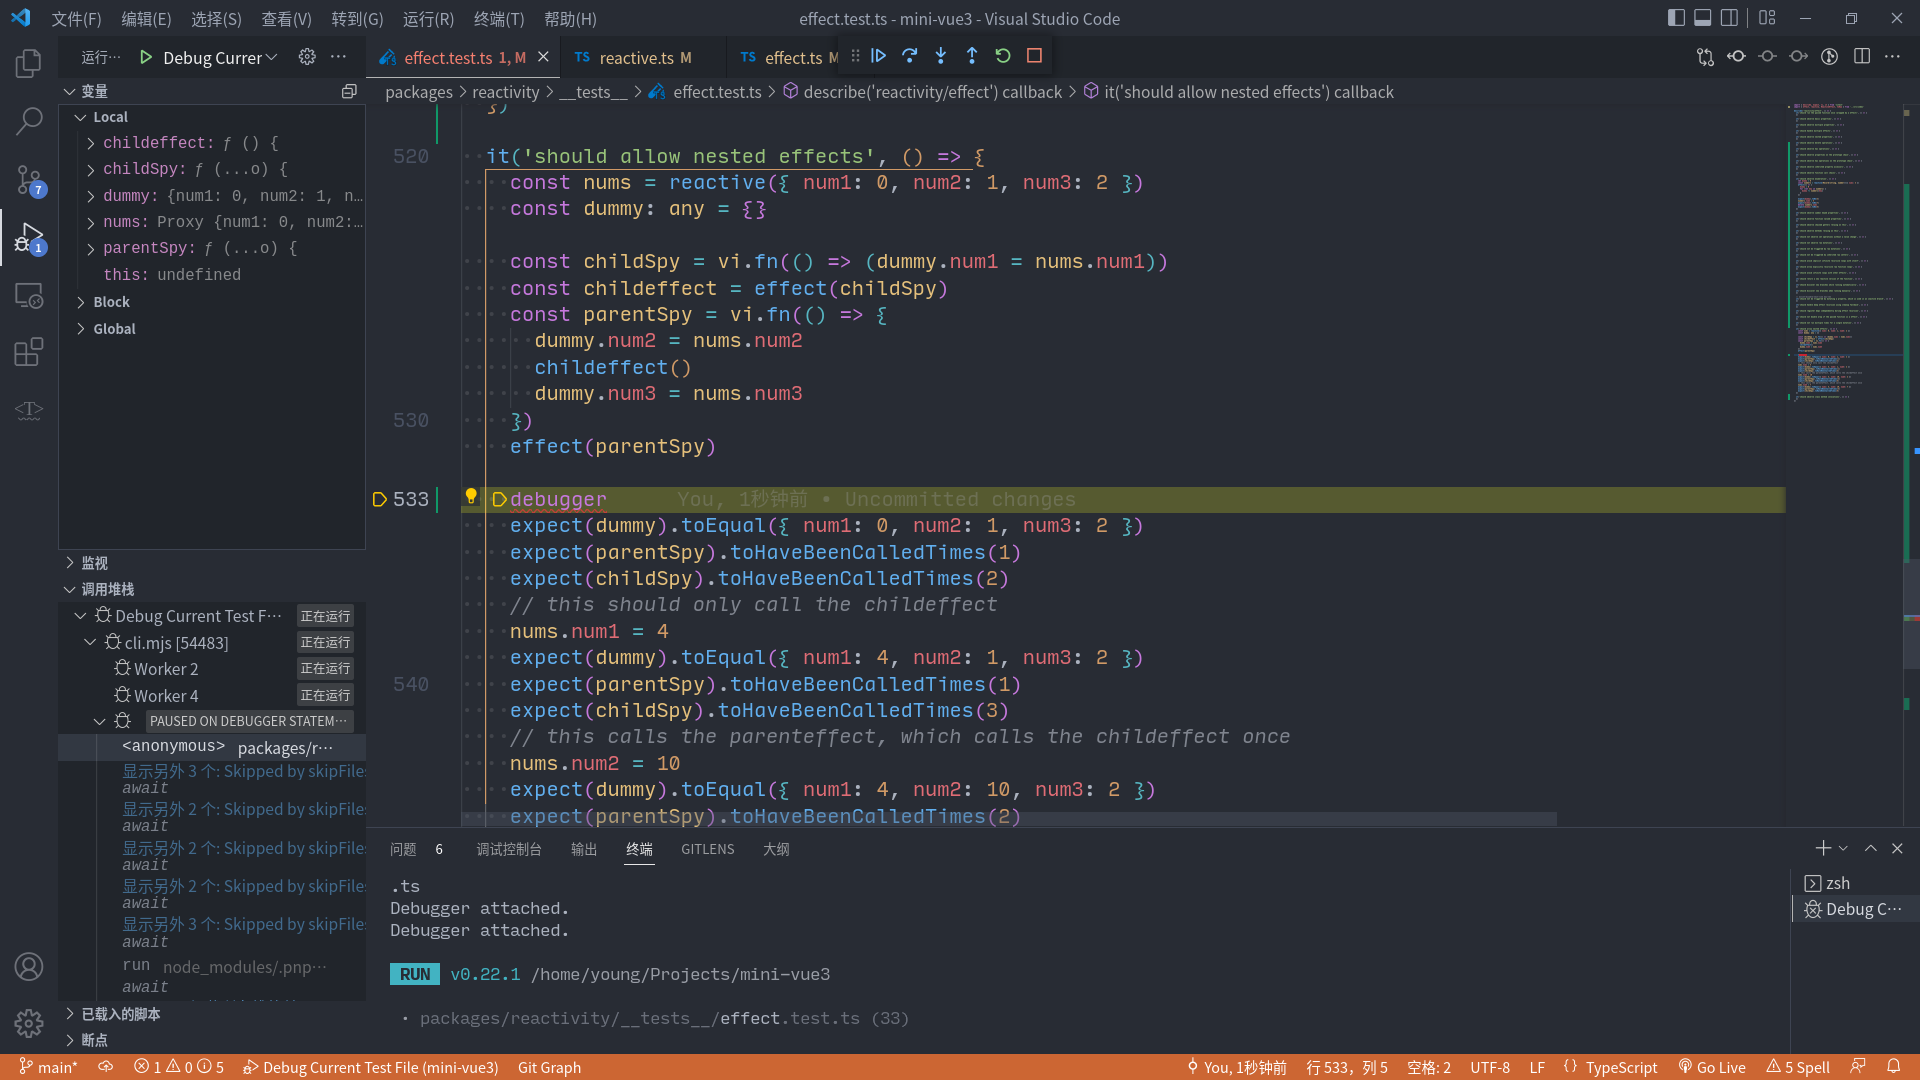 文件(F) 编辑(E) 选择(S) 查看(V) 转到(G) 运行(R) 终端(T) 帮助(H) effect.test.ts - mini-vue3 - Visual Studio Code
运行··· Debug Currer
effect.test.ts 1, M
TS reactive.ts M
TS effect.ts M
packages > reactivity > __tests__ > effect.test.ts > describe('reactivity/effect') callback > it('should allow nested effects') callback
变量
Local
childeffect: ƒ () {
childSpy: ƒ (...o) {
dummy: {num1: 0, num2: 1, n…
nums: Proxy {num1: 0, num2:…
parentSpy: ƒ (...o) {
this: undefined
Block
Global
7
1
监视
调用堆栈
Debug Current Test F··· 正在运行
cli.mjs [54483] 正在运行
Worker 2 正在运行
Worker 4 正在运行
PAUSED ON DEBUGGER STATEM···
<anonymous> packages/r···
显示另外 3 个: Skipped by skipFiles
await
显示另外 2 个: Skipped by skipFiles
await
显示另外 2 个: Skipped by skipFiles
await
显示另外 2 个: Skipped by skipFiles
await
显示另外 3 个: Skipped by skipFiles
await
run node_modules/.pnp···
await
已载入的脚本
断点
})
520 it('should allow nested effects', () => {
const nums = reactive({ num1: 0, num2: 1, num3: 2 })
const dummy: any = {}
const childSpy = vi.fn(() => (dummy.num1 = nums.num1))
const childeffect = effect(childSpy)
const parentSpy = vi.fn(() => {
dummy.num2 = nums.num2
childeffect()
dummy.num3 = nums.num3
530 })
effect(parentSpy)
533 debugger You, 1秒钟前 • Uncommitted changes
expect(dummy).toEqual({ num1: 0, num2: 1, num3: 2 })
expect(parentSpy).toHaveBeenCalledTimes(1)
expect(childSpy).toHaveBeenCalledTimes(2)
// this should only call the childeffect
nums.num1 = 4
expect(dummy).toEqual({ num1: 4, num2: 1, num3: 2 })
540 expect(parentSpy).toHaveBeenCalledTimes(1)
expect(childSpy).toHaveBeenCalledTimes(3)
// this calls the parenteffect, which calls the childeffect once
nums.num2 = 10
expect(dummy).toEqual({ num1: 4, num2: 10, num3: 2 })
expect(parentSpy).toHaveBeenCalledTimes(2)
问题 6 调试控制台 输出 终端 GITLENS 大纲
.ts
Debugger attached.
Debugger attached.
RUN v0.22.1 /home/young/Projects/mini-vue3
· packages/reactivity/__tests__/effect.test.ts (33)
zsh
Debug C···
main* 1 0 5 Debug Current Test File (mini-vue3) Git Graph You, 1秒钟前 行 533，列 5 空格: 2 UTF-8 LF {} TypeScript Go Live 5 Spell